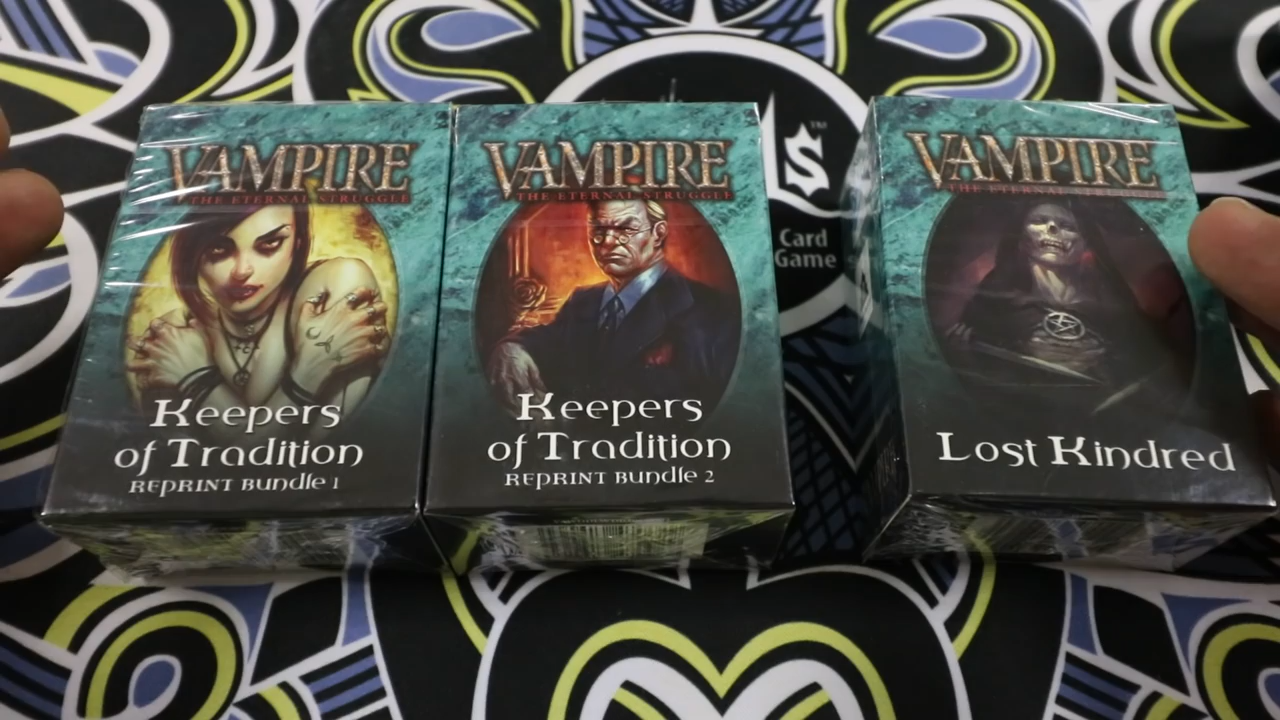 VAMPIRE
THE ETERNAL STRUGGLE
Keepers
of Tradition
REPRINT BUNDLE 1
VAMPIRE
THE ETERNAL STRUGGLE
Keepers
of Tradition
REPRINT BUNDLE 2
VAMPIRE
THE ETERNAL STRUGGLE
Lost Kindred
S™
Card
Game